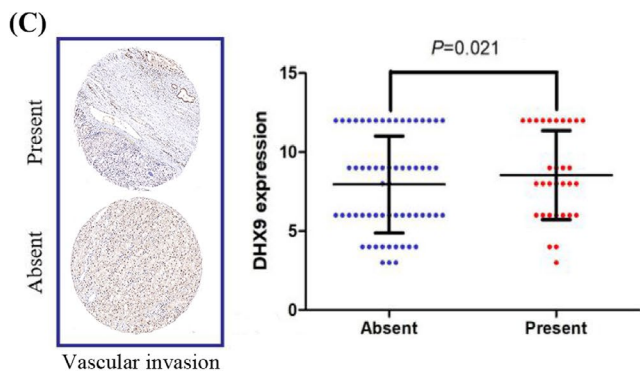 (C)
Present
Absent
Vascular invasion
P=0.021
DHX9 expression
15
10
5
0
Absent
Present